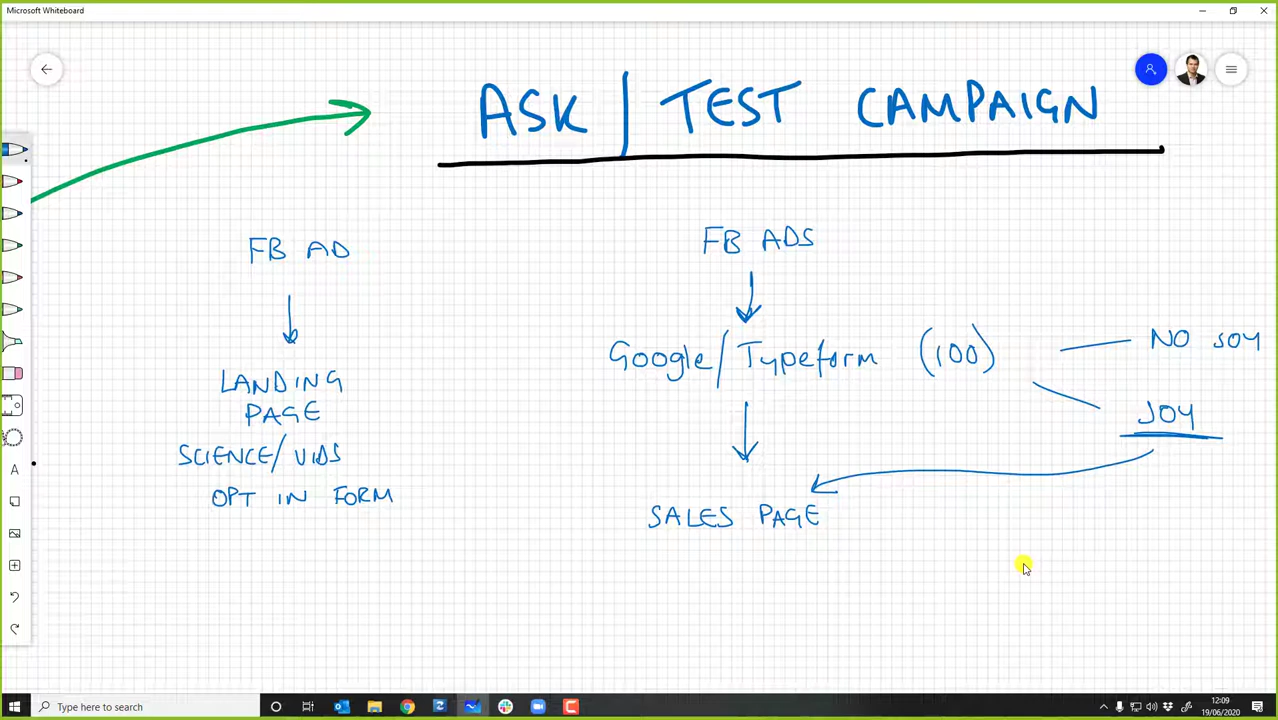 Microsoft Whiteboard
ASK | TEST CAMPAIGN
FB AD
LANDING
PAGE
SCIENCE/VIDS
OPT IN FORM
FB ADS
Google/Typeform (100)
NO JOY
JOY
SALES PAGE
A
Type here to search
12:09
19/06/2020